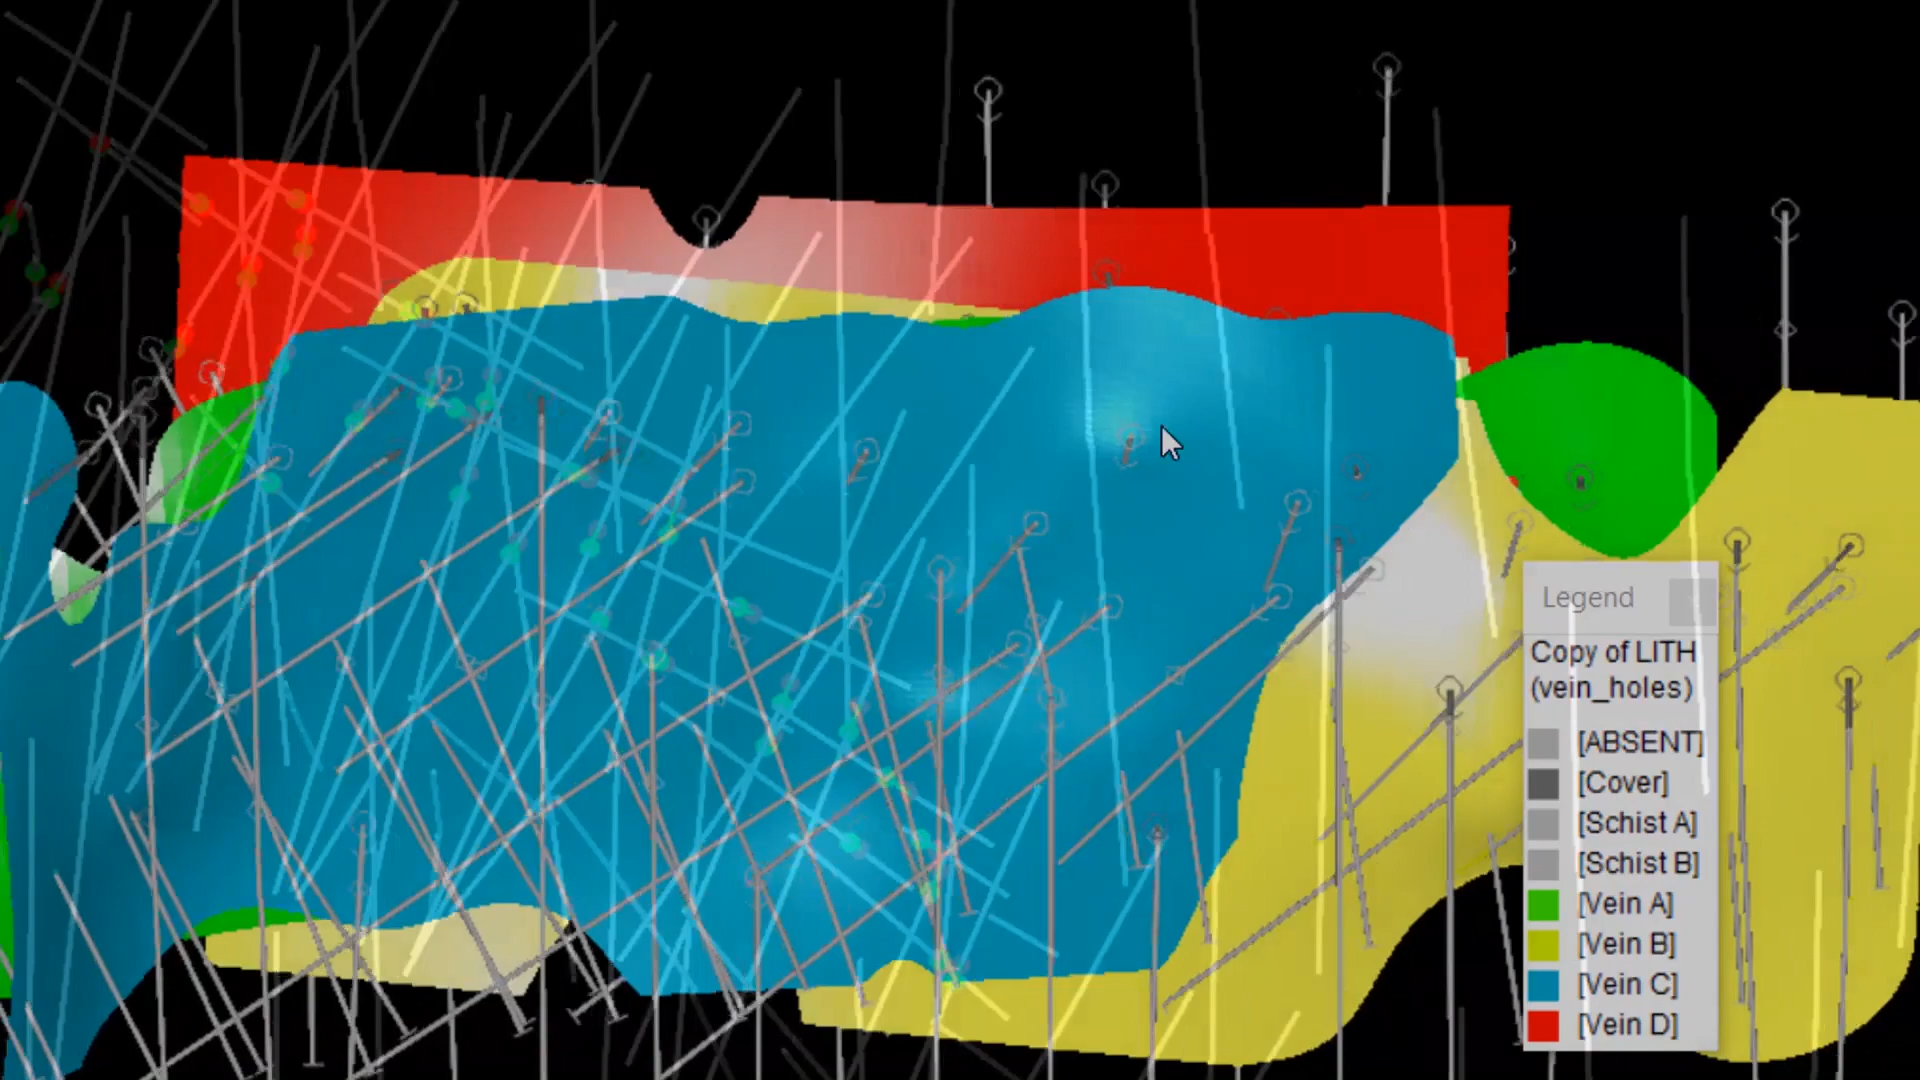 Legend
Copy of LITH
(vein_holes)
[ABSENT]
[Cover]
[Schist A]
[Schist B]
[Vein A]
[Vein B]
[Vein C]
[Vein D]